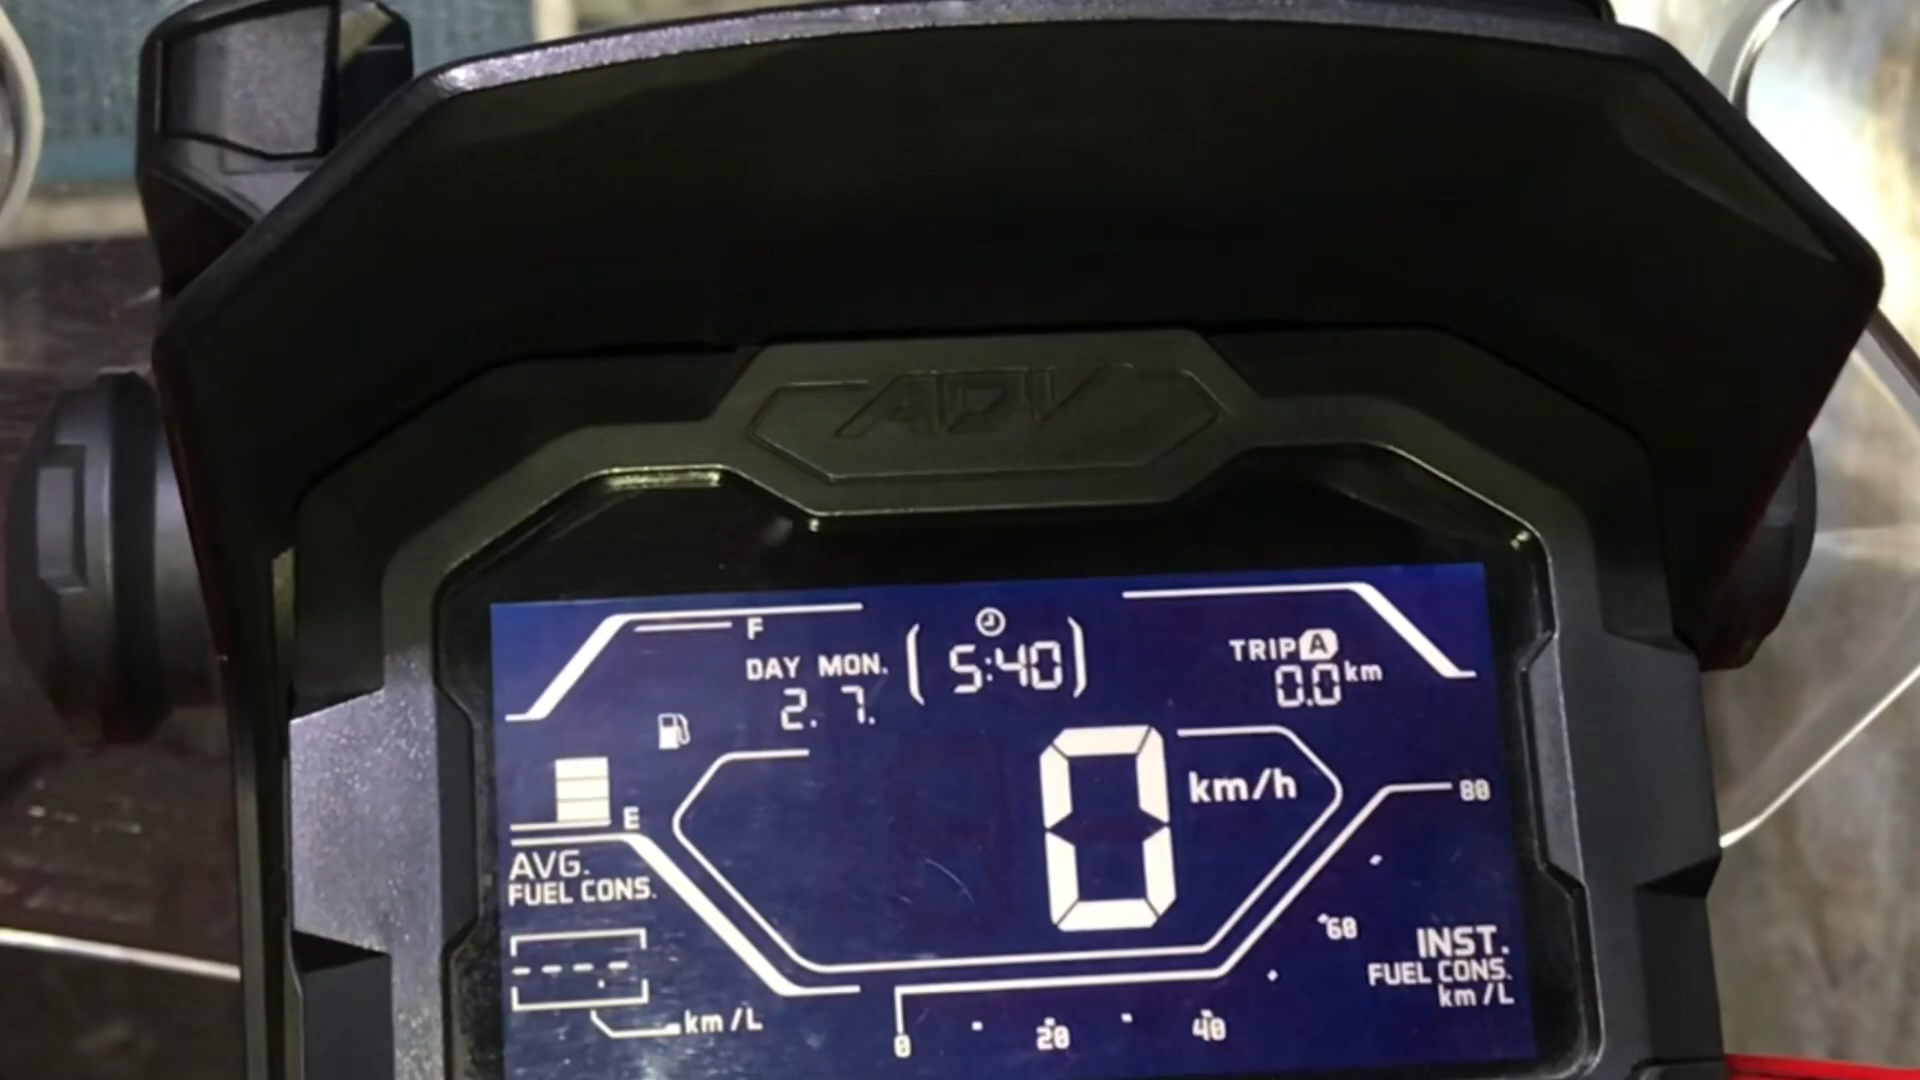 ADV
F
DAY MON. (5:40)
2. 7.
TRIP A
0.0 km
E
0 km/h
80
AVG.
FUEL CONS.
----
km/L
60
INST.
FUEL CONS.
km/L
0 20 40